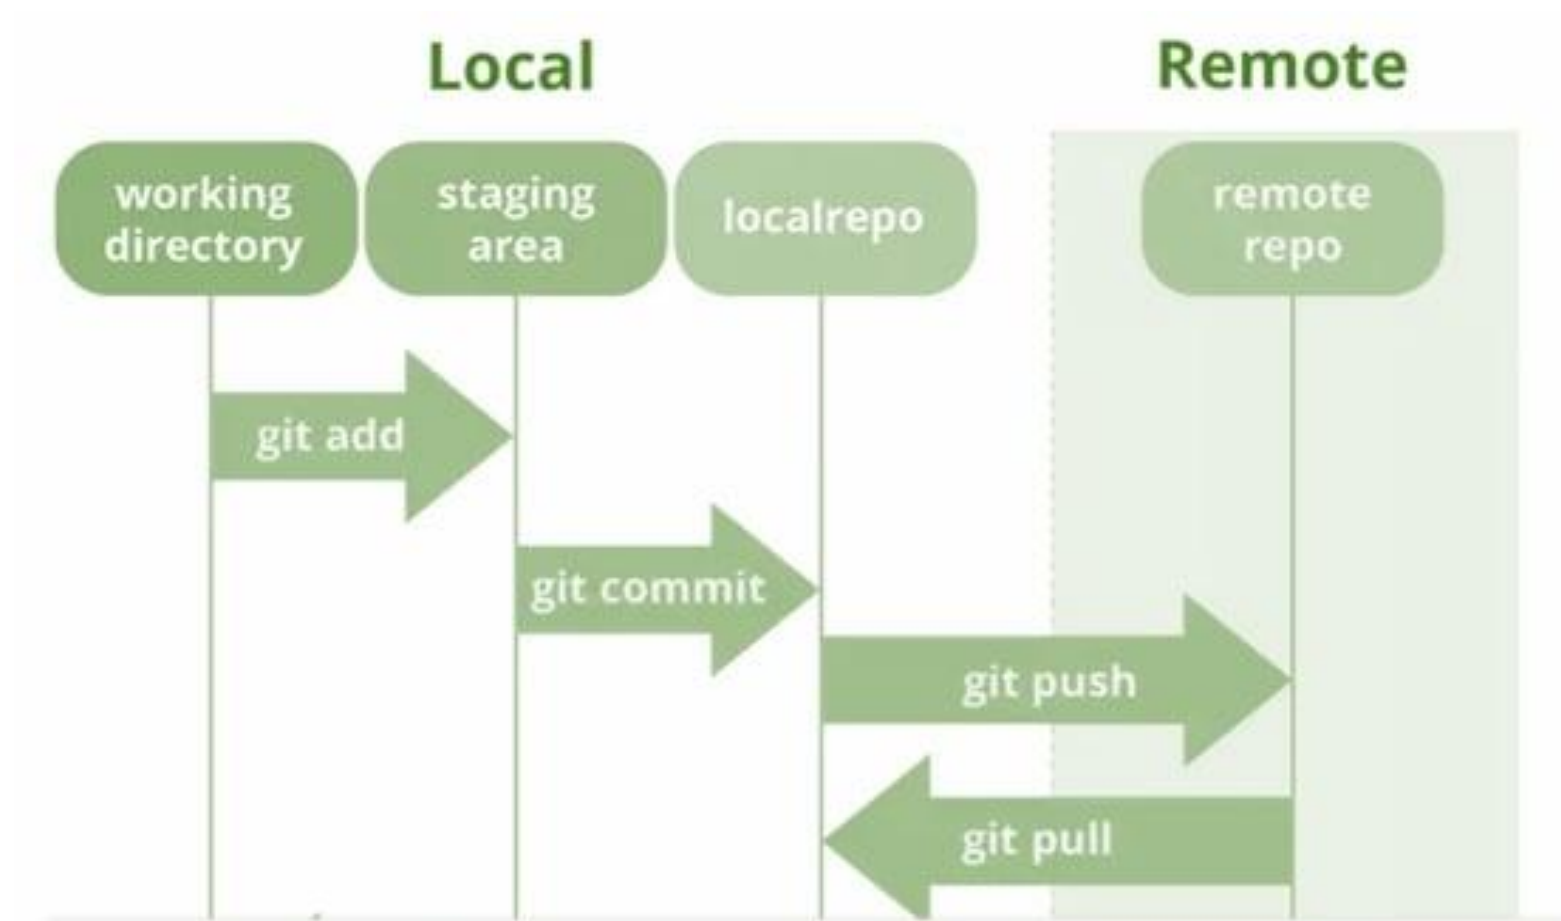 Local
Remote
working
directory
staging
area
localrepo
remote
repo
git add
git commit
git push
git pull